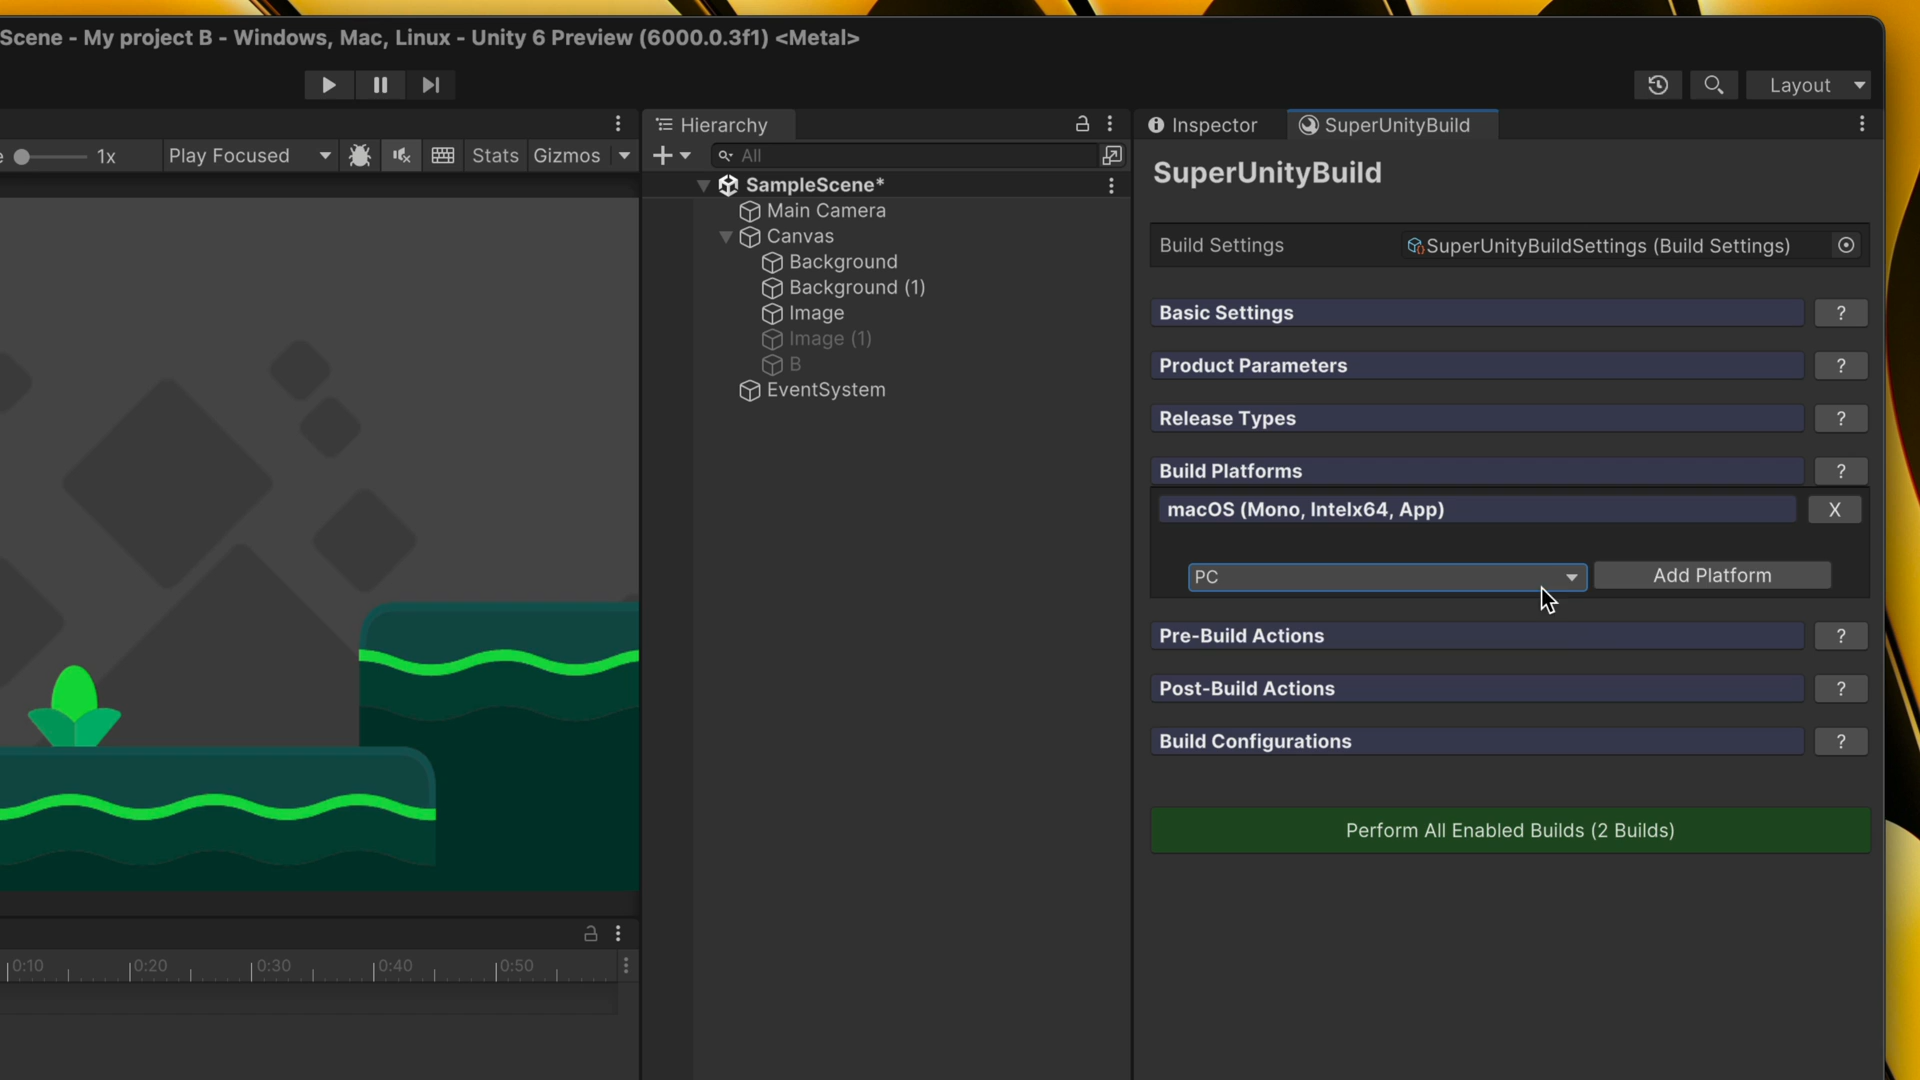 Scene - My project B - Windows, Mac, Linux - Unity 6 Preview (6000.0.3f1) <Metal>
Layout
1x
Play Focused
Stats
Gizmos
0:10
0:20
0:30
0:40
0:50
Hierarchy
All
SampleScene*
Main Camera
Canvas
Background
Background (1)
Image
Image (1)
B
EventSystem
Inspector
SuperUnityBuild
SuperUnityBuild
Build Settings
SuperUnityBuildSettings (Build Settings)
Basic Settings ?
Product Parameters ?
Release Types ?
Build Platforms ?
macOS (Mono, Intelx64, App) X
PC
Add Platform
Pre-Build Actions ?
Post-Build Actions ?
Build Configurations ?
Perform All Enabled Builds (2 Builds)